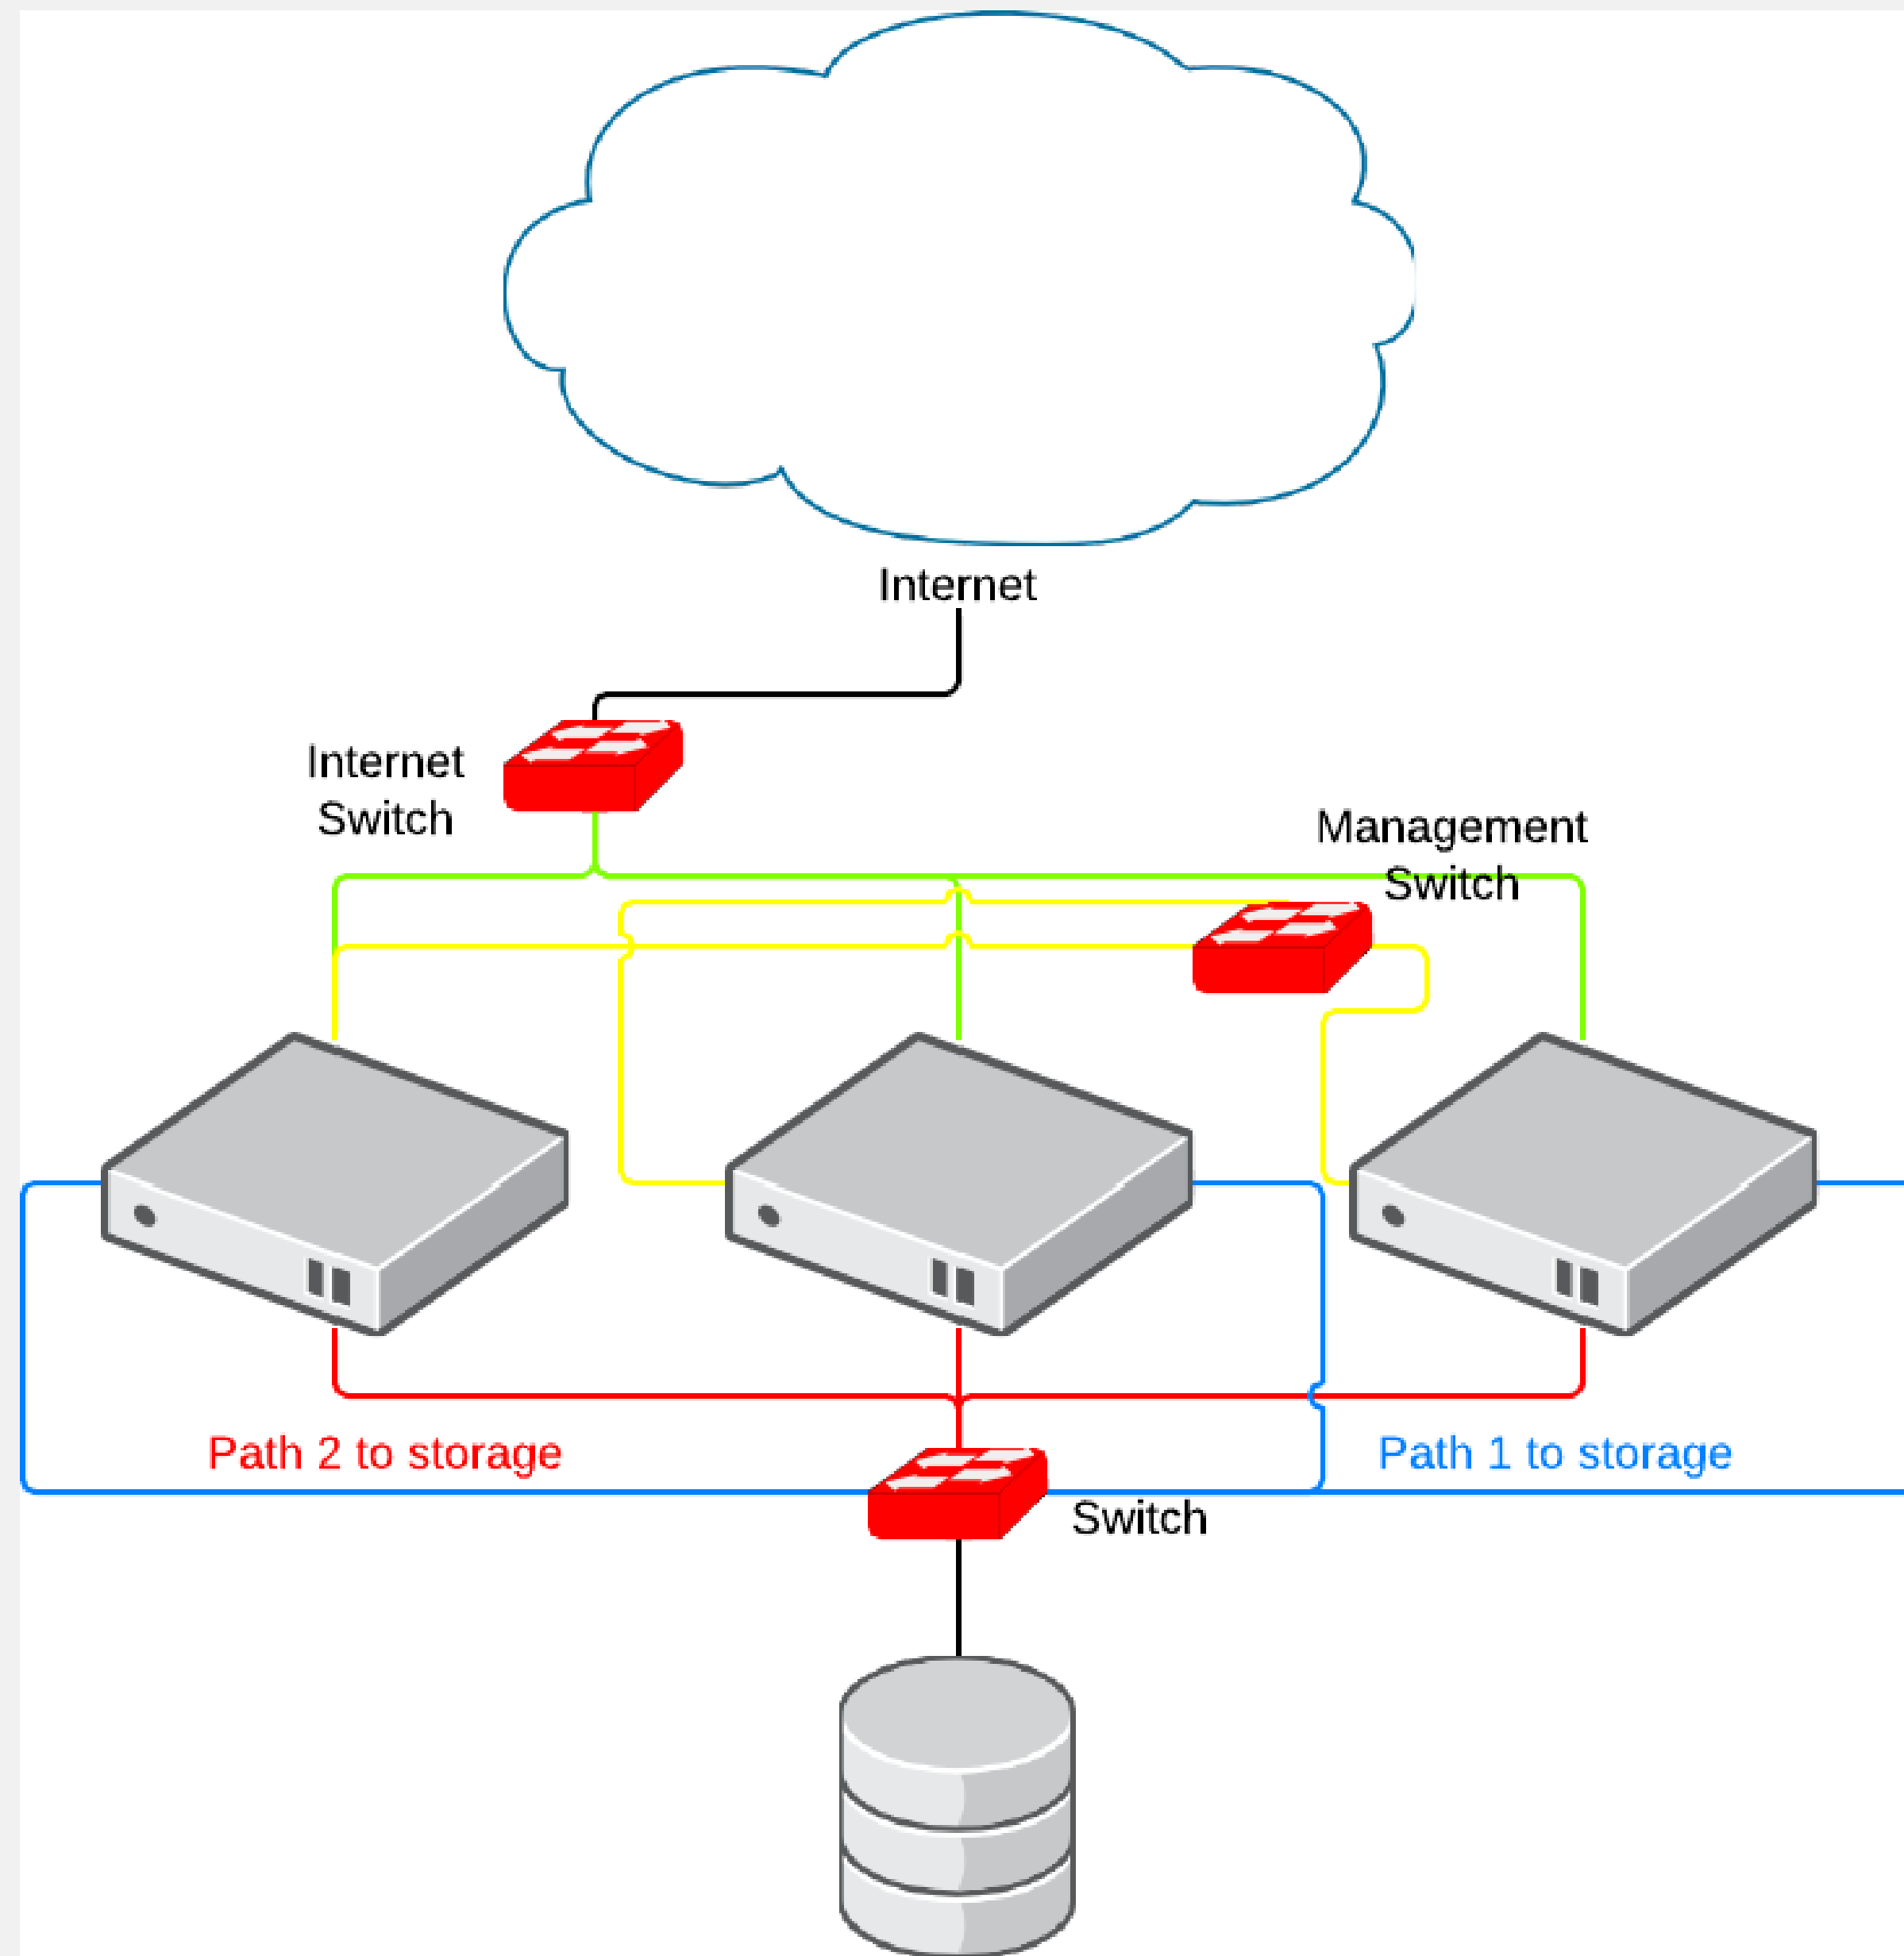 Internet
Internet
Switch
Management
Switch
Path 2 to storage
Path 1 to storage
Switch